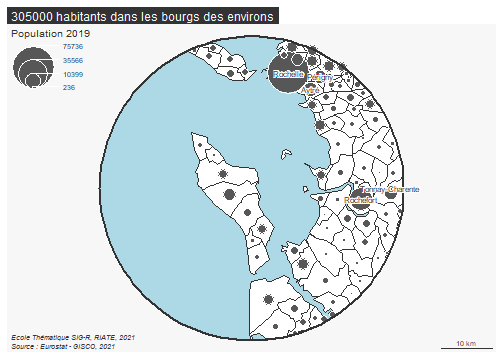 305000 habitants dans les bourgs des environs
Population 2019
75736
35566
10399
236
Rochelle
Périgny
Aytré
Tonnay-Charente
Rochefort
Ecole Thématique SIG-R, RIATE, 2021
Source : Eurostat - GISCO, 2021
10 km